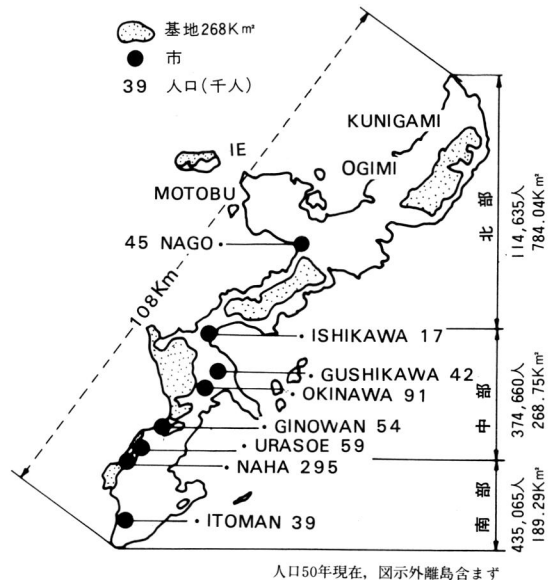 基地268Km²
市
39 人口(千人)
KUNIGAMI
IE
OGIMI
MOTOBU
45 NAGO
108Km
ISHIKAWA 17
GUSHIKAWA 42
OKINAWA 91
GINOWAN 54
URASOE 59
NAHA 295
ITOMAN 39
北部
114,635人
784.04Km²
中部
374,660人
268.75Km²
南部
435,065人
189.29Km²
人口50年現在，図示外離島含まず